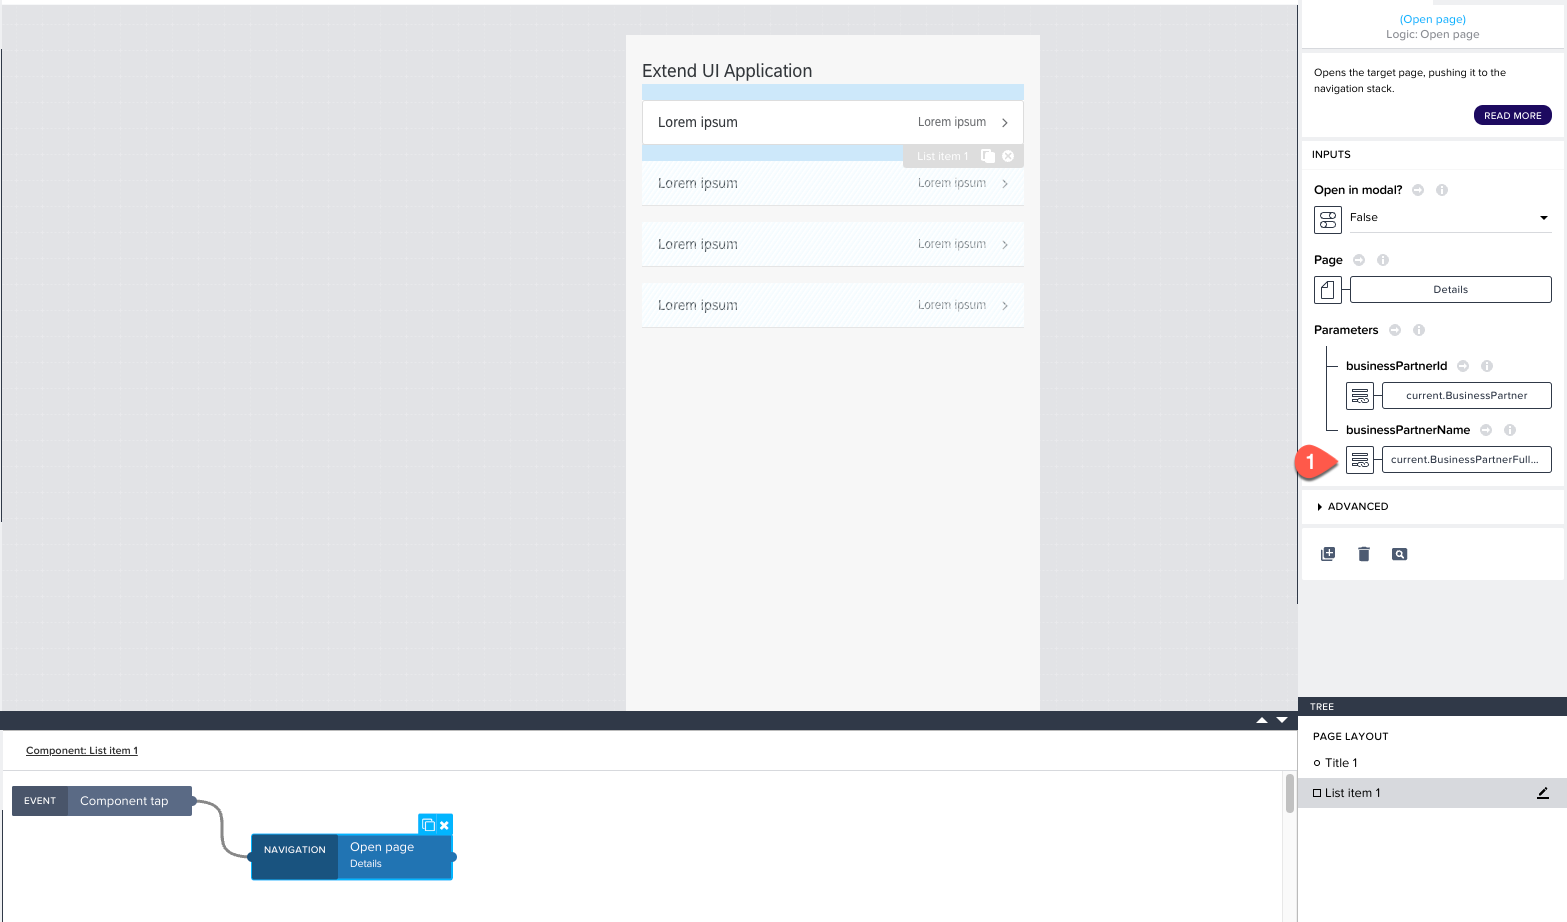 Extend UI Application
Lorem ipsum
Lorem ipsum
List item 1
Lorem ipsum
Lorem ipsum
Lorem ipsum
Lorem ipsum
Lorem ipsum
Lorem ipsum
(Open page)
Logic: Open page
Opens the target page, pushing it to the
navigation stack.
READ MORE
INPUTS
Open in modal?
False
Page
Details
Parameters
businessPartnerId
current.BusinessPartner
businessPartnerName
1
current.BusinessPartnerFull...
ADVANCED
TREE
PAGE LAYOUT
Title 1
List item 1
Component: List item 1
EVENT
Component tap
NAVIGATION
Open page
Details